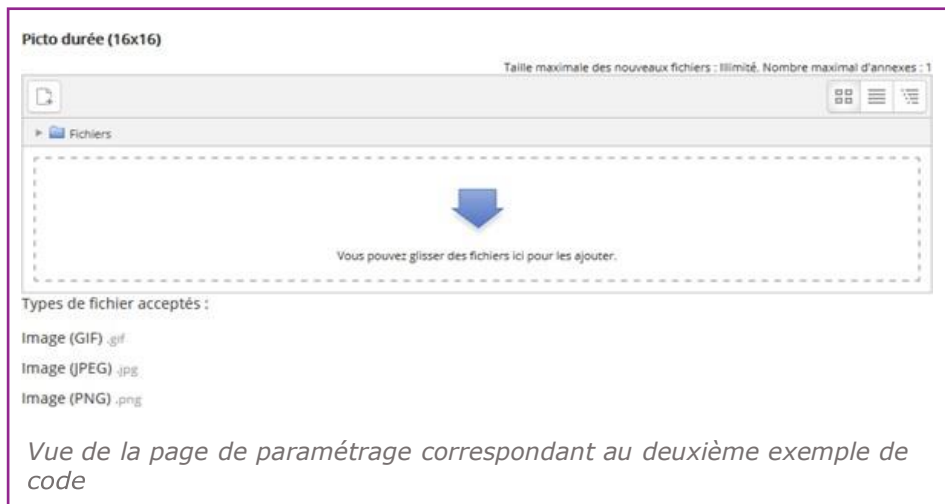 Picto durée (16x16)
Taille maximale des nouveaux fichiers : Illimité. Nombre maximal d'annexes : 1
Fichiers
Vous pouvez glisser des fichiers ici pour les ajouter.
Types de fichier acceptés :
Image (GIF) .gif
Image (JPEG) .jpg
Image (PNG) .png
Vue de la page de paramétrage correspondant au deuxième exemple de
code